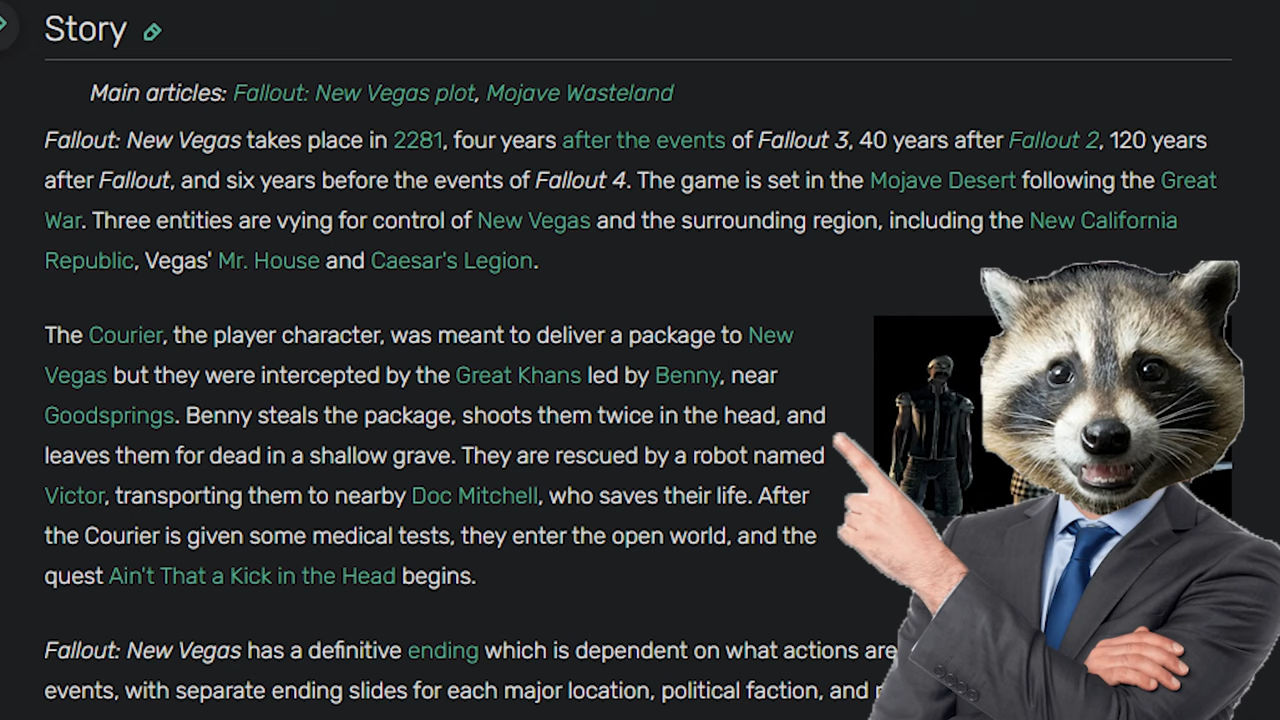 Story
Main articles: Fallout: New Vegas plot, Mojave Wasteland
Fallout: New Vegas takes place in 2281, four years after the events of Fallout 3, 40 years after Fallout 2, 120 years
after Fallout, and six years before the events of Fallout 4. The game is set in the Mojave Desert following the Great
War. Three entities are vying for control of New Vegas and the surrounding region, including the New California
Republic, Vegas' Mr. House and Caesar's Legion.
The Courier, the player character, was meant to deliver a package to New
Vegas but they were intercepted by the Great Khans led by Benny, near
Goodsprings. Benny steals the package, shoots them twice in the head, and
leaves them for dead in a shallow grave. They are rescued by a robot named
Victor, transporting them to nearby Doc Mitchell, who saves their life. After
the Courier is given some medical tests, they enter the open world, and the
quest Ain't That a Kick in the Head begins.
Fallout: New Vegas has a definitive ending which is dependent on what actions are
events, with separate ending slides for each major location, political faction, and